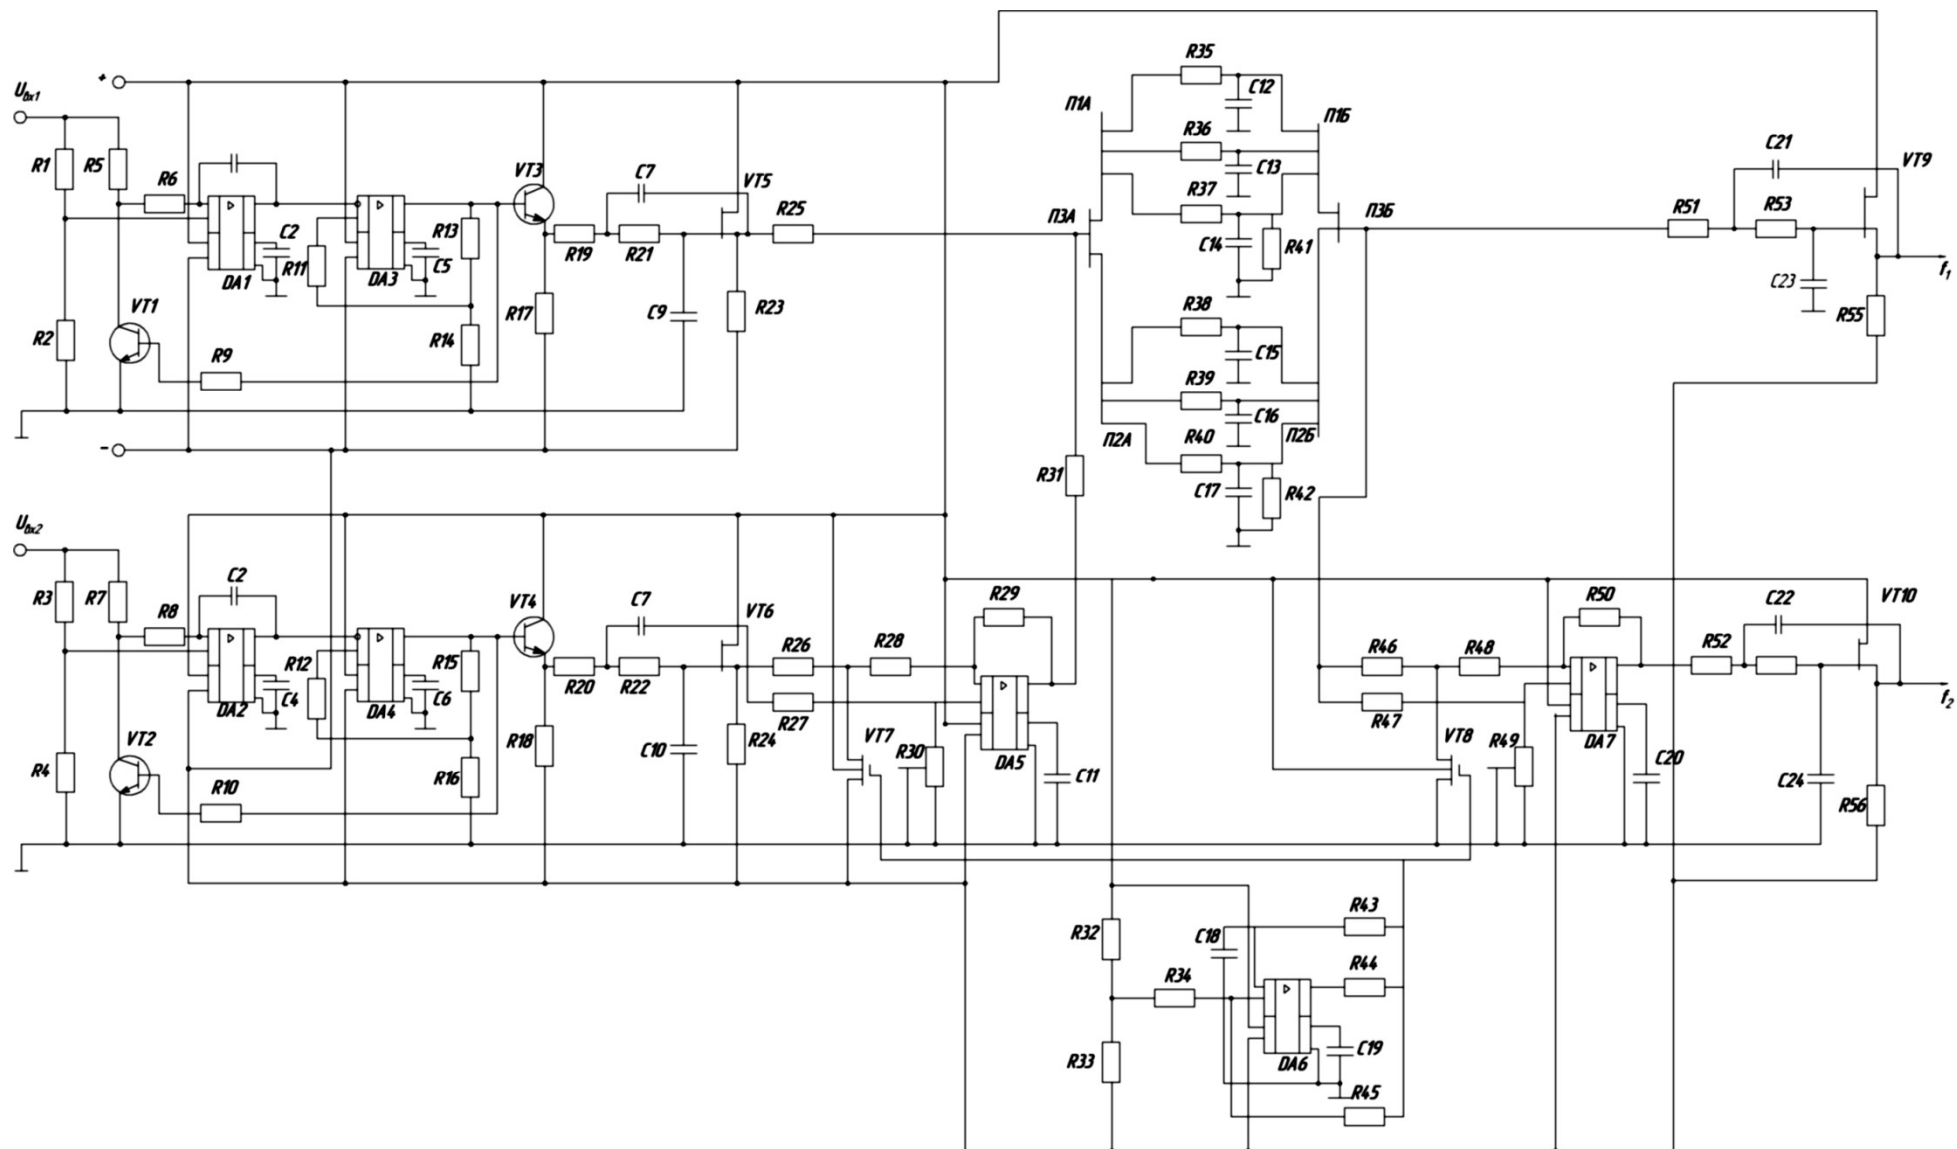 R35
+
C12
Uвх1
П1А
П1Б
R36
C21
R1
R5
VT3
C13
VT9
R6
C7
VT5
R37
R25
П3А
П3Б
R51
R53
C2
R13
C14
R41
R11
R19
R21
DA1
DA3
C5
C23
f1
VT1
R17
C9
R23
R38
R55
R2
R14
R9
C15
R39
C16
-
П2А
R40
П2Б
R31
C17
R42
Uвх2
C2
R29
R50
R3
R7
R8
VT4
C7
VT6
C22
VT10
R26
R28
R46
R48
R52
R12
R15
R20
R22
C4
C6
f2
DA2
DA4
R27
R47
VT2
R18
C10
R24
VT7
R30
DA5
VT8
R49
DA7
C20
R4
R16
C11
C24
R10
R56
R43
R32
C18
R44
R34
R33
C19
DA6
R45